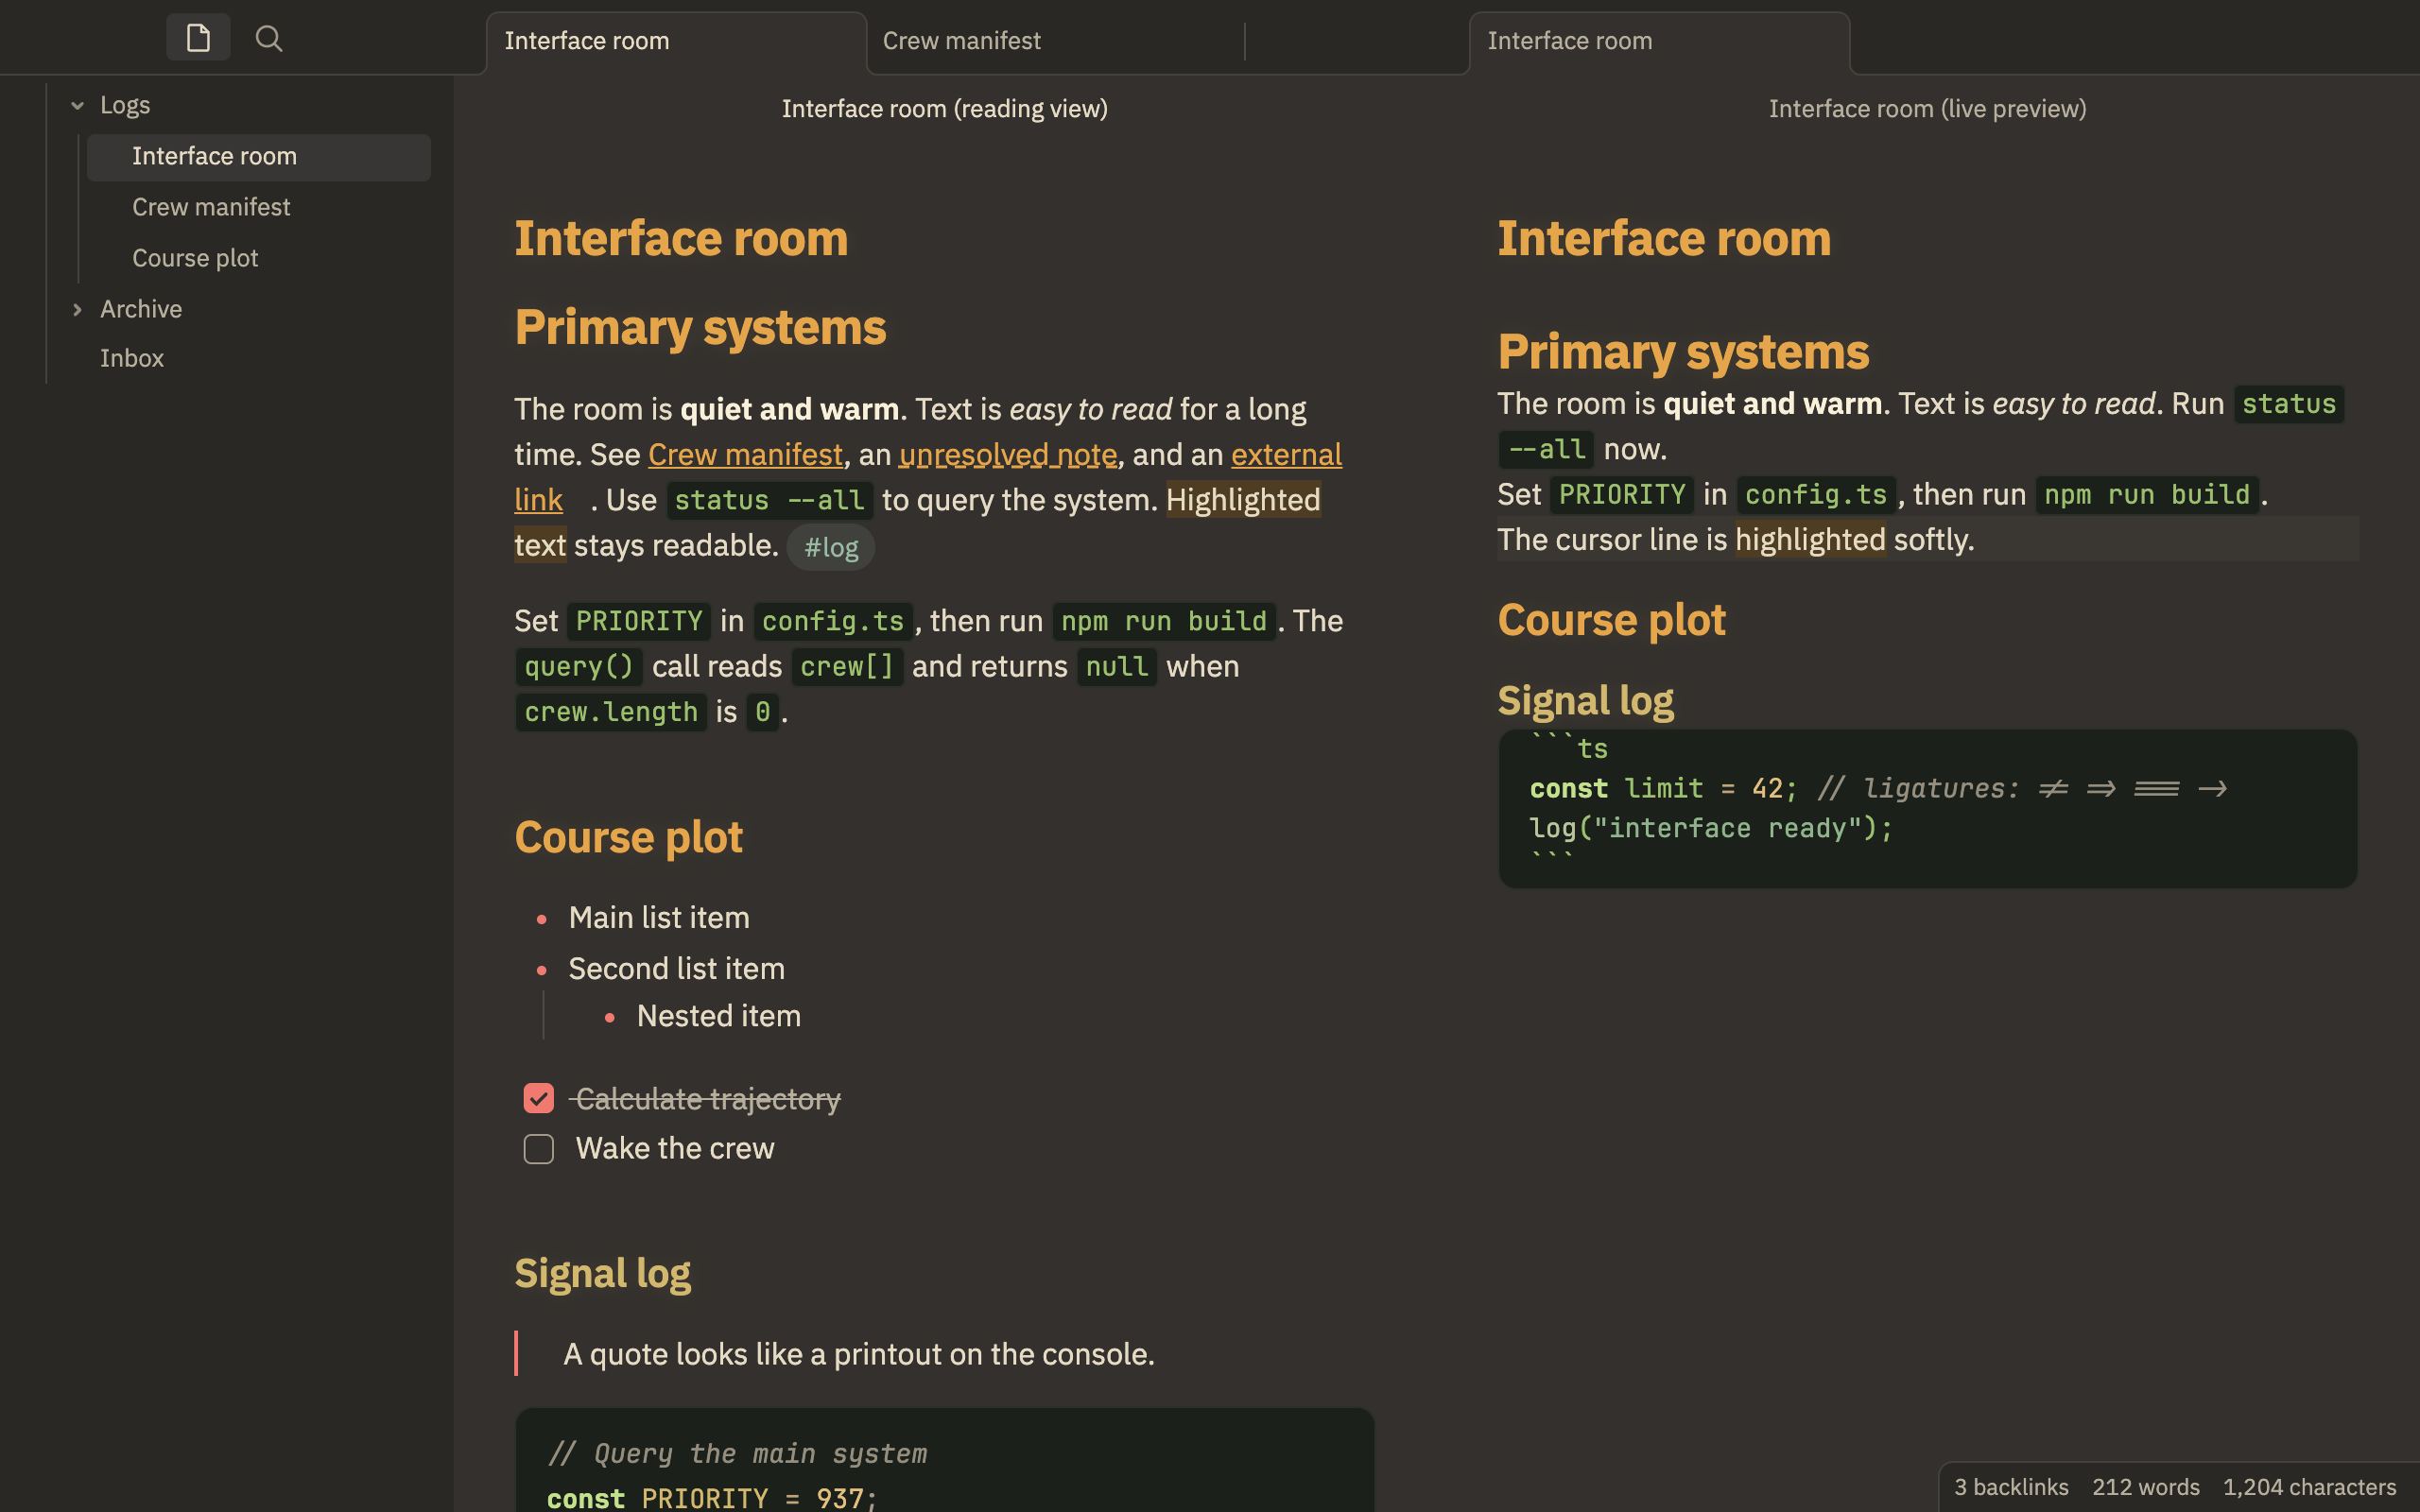 Interface room
Crew manifest
Interface room
Logs
Interface room
Crew manifest
Course plot
Archive
Inbox
Interface room (reading view)
Interface room
Primary systems
The room is quiet and warm. Text is easy to read for a long
time. See Crew manifest, an unresolved note, and an external
link . Use status --all to query the system. Highlighted
text stays readable. #log
Set PRIORITY in config.ts, then run npm run build. The
query() call reads crew[] and returns null when
crew.length is 0.
Course plot
• Main list item
• Second list item
• Nested item
Calculate trajectory
Wake the crew
Signal log
A quote looks like a printout on the console.
// Query the main system
const PRIORITY = 937;
Interface room (live preview)
Interface room
Primary systems
The room is quiet and warm. Text is easy to read. Run status
--all now.
Set PRIORITY in config.ts, then run npm run build.
The cursor line is highlighted softly.
Course plot
Signal log
```ts
const limit = 42; // ligatures: != => === ->
log("interface ready");
```
3 backlinks 212 words 1,204 characters